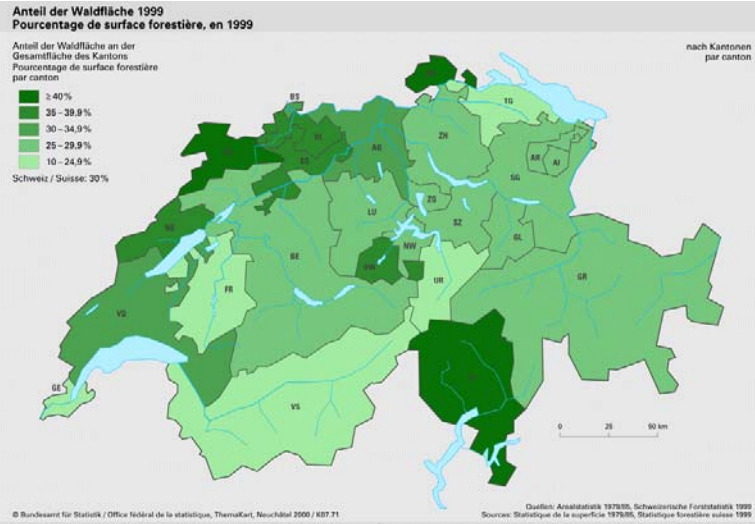 Anteil der Waldfläche 1999
Pourcentage de surface forestière, en 1999
Anteil der Waldfläche an der
Gesamtfläche des Kantons
Pourcentage de surface forestière
par canton
nach Kantonen
par canton
≥ 40%
35 – 39,9%
30 – 34,9%
25 – 29,9%
10 – 24,9%
Schweiz / Suisse: 30%
BS
TG
ZH
AG
BL
SO
AR
AI
SG
ZG
LU
SZ
NE
NW
OW
GL
BE
UR
GR
FR
VD
GE
VS
0 25 50 km
© Bundesamt für Statistik / Office fédéral de la statistique, ThemaKart, Neuchâtel 2000 / K07.71
Quellen: Arealstatistik 1979/85, Schweizerische Forststatistik 1999
Sources: Statistique de la superficie 1979/85, Statistique forestière suisse 1999